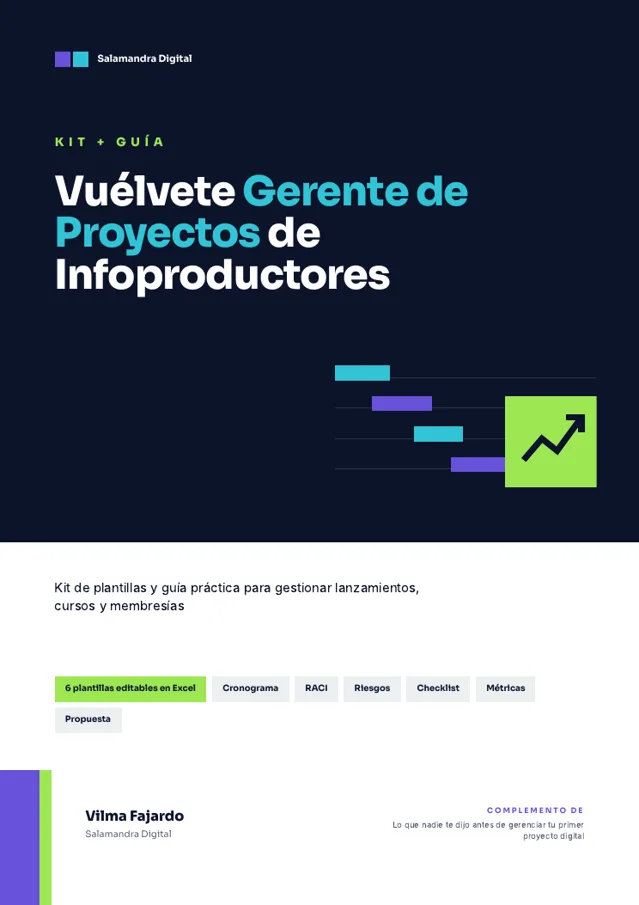 Salamandra Digital
KIT + GUÍA
Vuélvete Gerente de
Proyectos de
Infoproductores
Kit de plantillas y guía práctica para gestionar lanzamientos,
cursos y membresías
6 plantillas editables en Excel
Cronograma
RACI
Riesgos
Checklist
Métricas
Propuesta
Vilma Fajardo
Salamandra Digital
COMPLEMENTO DE
Lo que nadie te dijo antes de gerenciar tu primer
proyecto digital